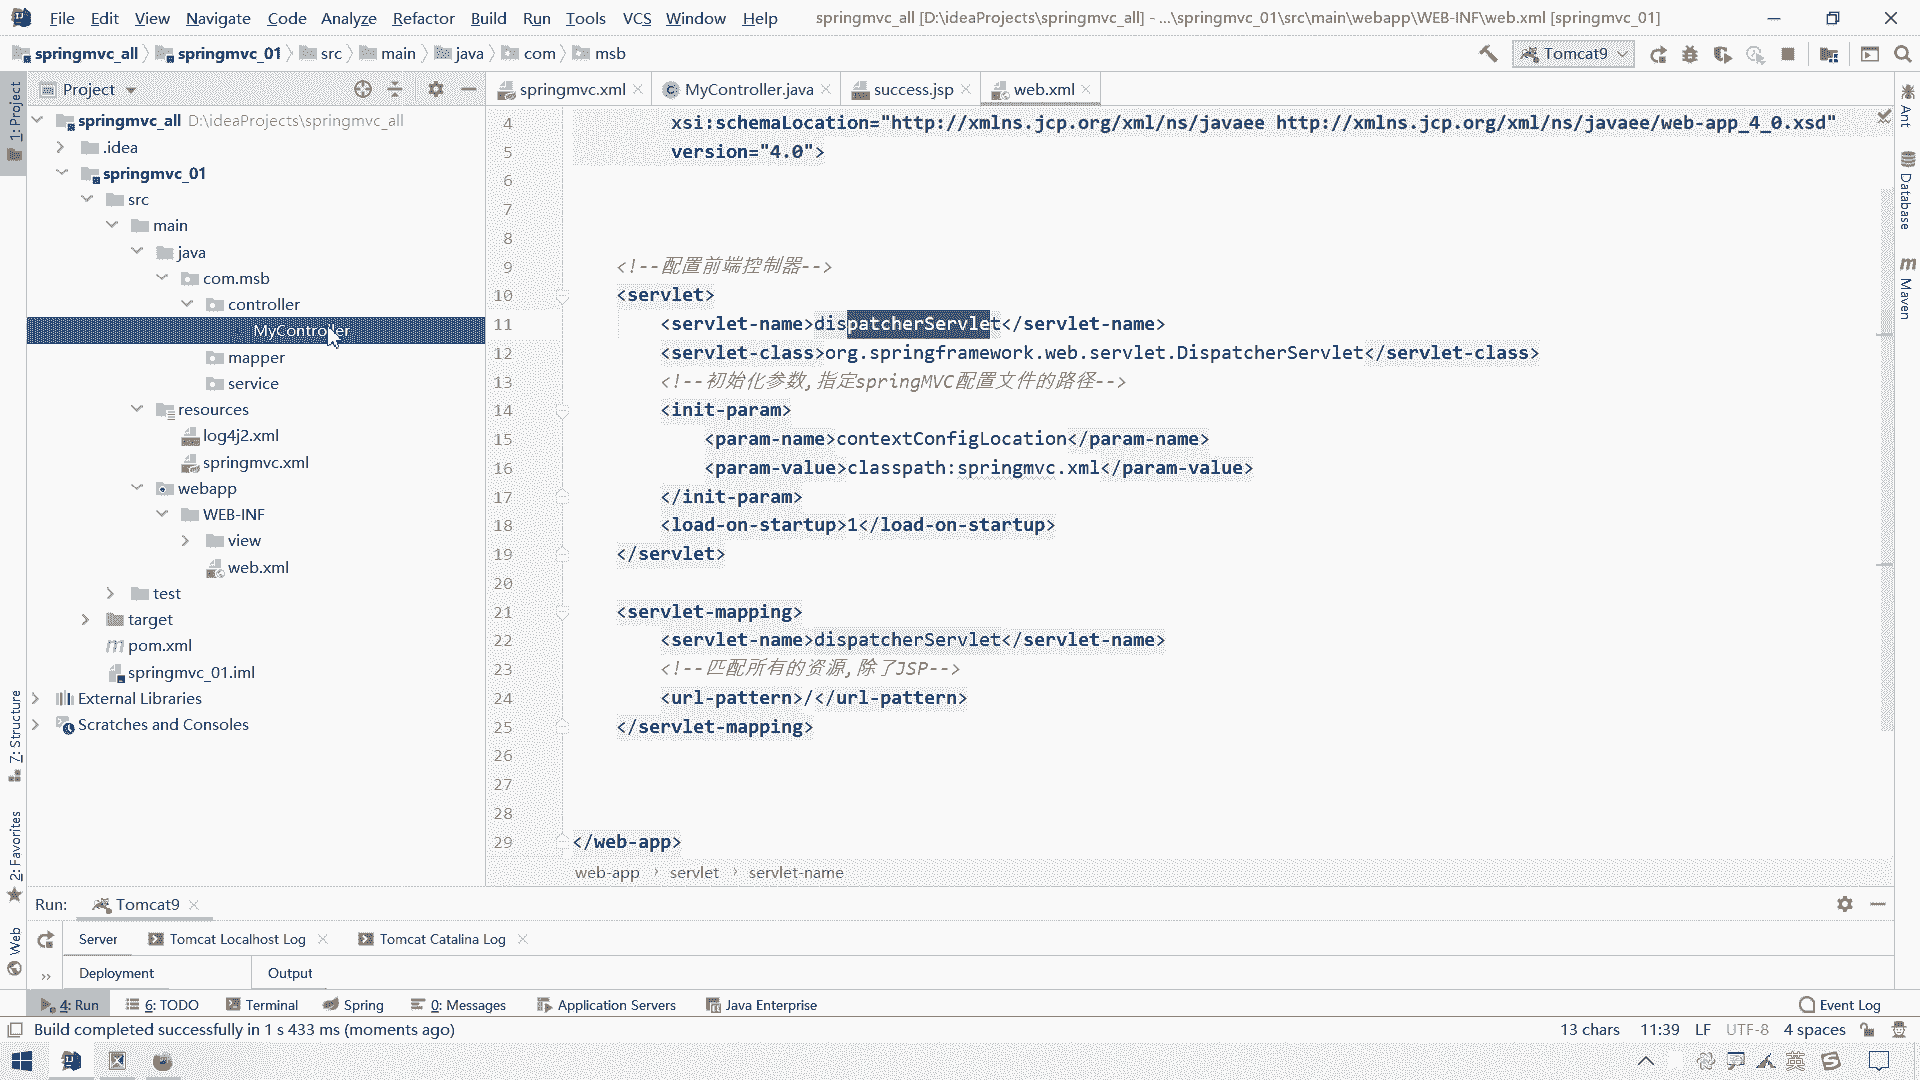 File Edit View Navigate Code Analyze Refactor Build Run Tools VCS Window Help springmvc_all [D:\ideaProjects\springmvc_all] - ...\springmvc_01\src\main\webapp\WEB-INF\web.xml [springmvc_01]
springmvc_all springmvc_01 src main java com msb Tomcat9
1: Project
Project
springmvc.xml MyController.java success.jsp web.xml
springmvc_all D:\ideaProjects\springmvc_all
.idea
springmvc_01
src
main
java
com.msb
controller
MyController
mapper
service
resources
log4j2.xml
springmvc.xml
webapp
WEB-INF
view
web.xml
test
target
pom.xml
springmvc_01.iml
External Libraries
Scratches and Consoles
4 xsi:schemaLocation="http://xmlns.jcp.org/xml/ns/javaee http://xmlns.jcp.org/xml/ns/javaee/web-app_4_0.xsd"
5 version="4.0">
6
7
8
9 <!--配置前端控制器-->
10 <servlet>
11 <servlet-name>dispatcherServlet</servlet-name>
12 <servlet-class>org.springframework.web.servlet.DispatcherServlet</servlet-class>
13 <!--初始化参数,指定springMVC配置文件的路径-->
14 <init-param>
15 <param-name>contextConfigLocation</param-name>
16 <param-value>classpath:springmvc.xml</param-value>
17 </init-param>
18 <load-on-startup>1</load-on-startup>
19 </servlet>
20
21 <servlet-mapping>
22 <servlet-name>dispatcherServlet</servlet-name>
23 <!--匹配所有的资源,除了JSP-->
24 <url-pattern>/</url-pattern>
25 </servlet-mapping>
26
27
28
29 </web-app>
web-app servlet servlet-name
Ant
Database
Maven
7: Structure
2: Favorites
Web
Run: Tomcat9
Server Tomcat Localhost Log Tomcat Catalina Log
Deployment Output
4: Run 6: TODO Terminal Spring 0: Messages Application Servers Java Enterprise Event Log
Build completed successfully in 1 s 433 ms (moments ago) 13 chars 11:39 LF UTF-8 4 spaces
英